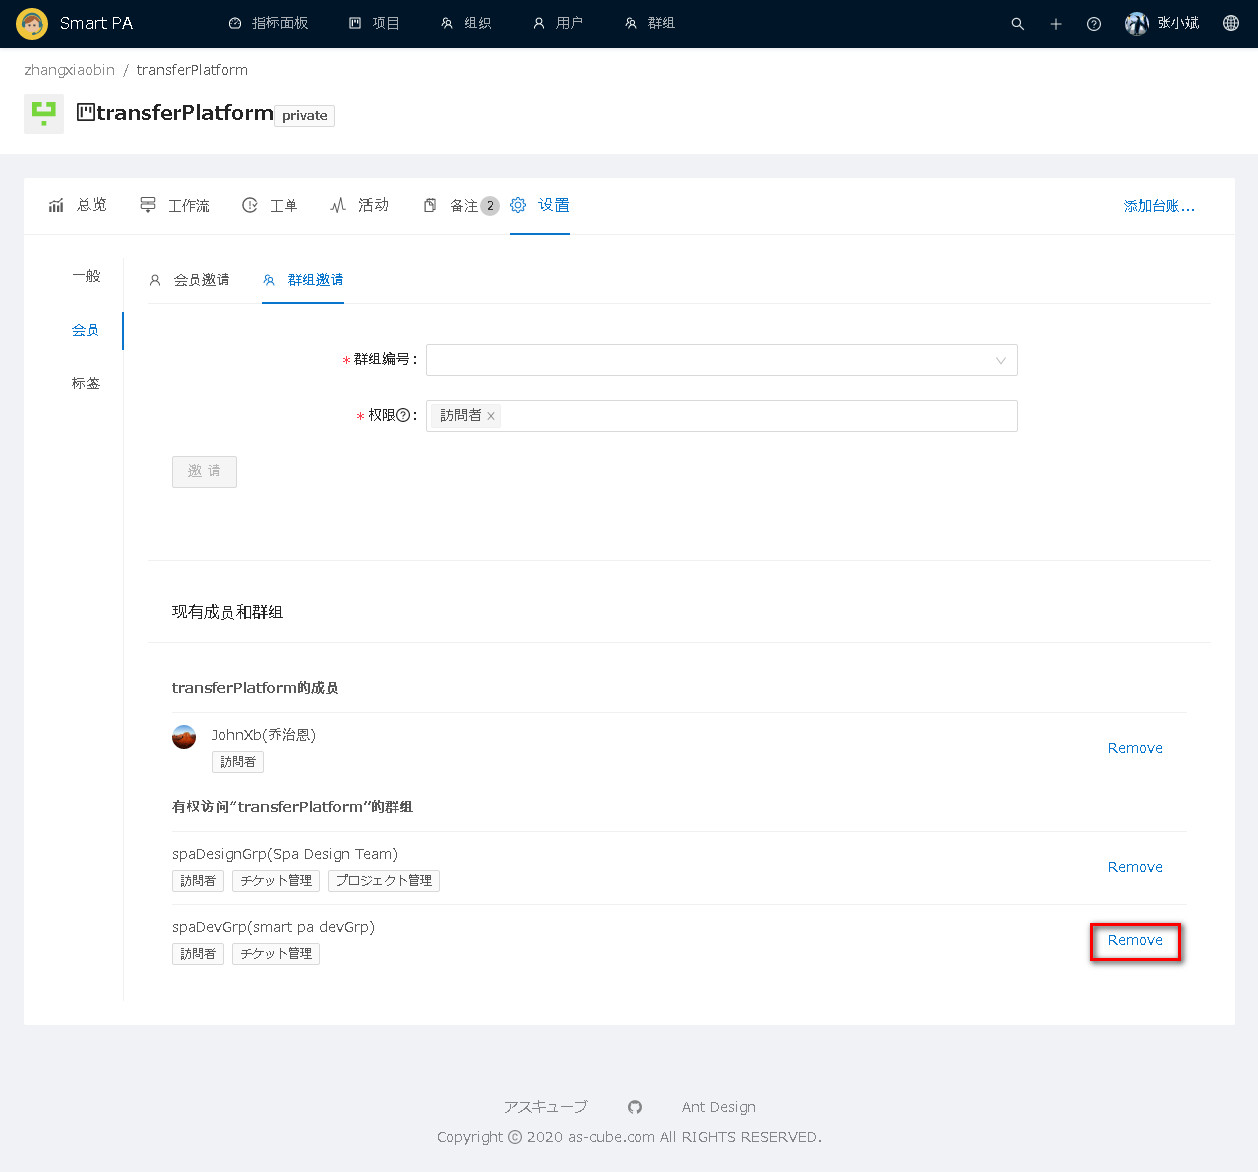 Smart PA 指标面板 项目 组织 用户 群组 张小斌
zhangxiaobin / transferPlatform
transferPlatform private
总览 工作流 工单 活动 备注 2 设置 添加台账...
一般
会员
标签
会员邀请 群组邀请
* 群组编号 :
* 权限 : 訪問者
邀 请
现有成员和群组
transferPlatform的成员
JohnXb(乔治恩)
訪問者
Remove
有权访问“transferPlatform”的群组
spaDesignGrp(Spa Design Team)
訪問者 チケット管理 プロジェクト管理
Remove
spaDevGrp(smart pa devGrp)
訪問者 チケット管理
Remove
アスキューブ Ant Design
Copyright © 2020 as-cube.com All RIGHTS RESERVED.